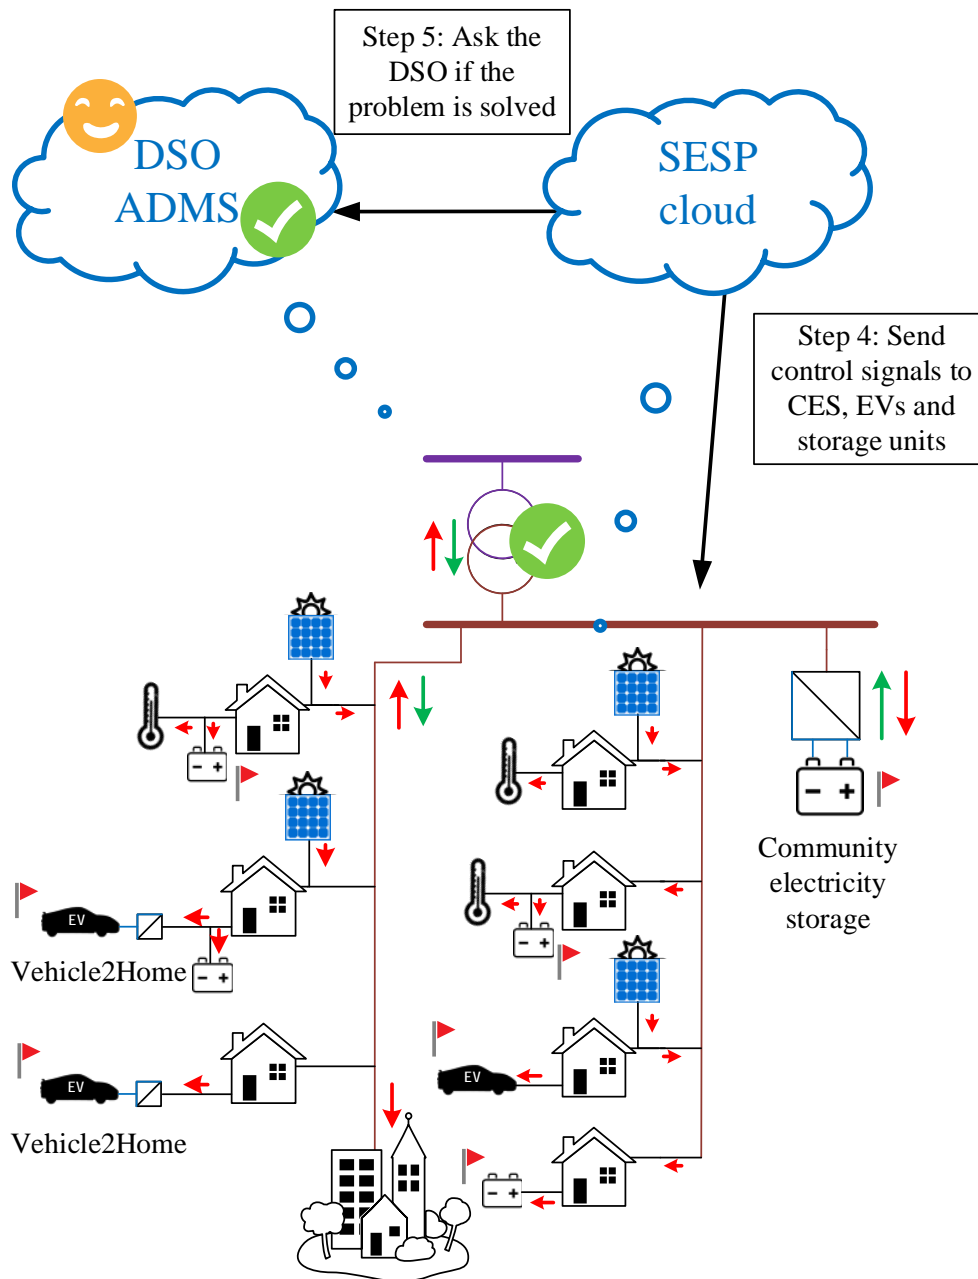 Step 5: Ask the
DSO if the
problem is solved
DSO
ADMS
SESP
cloud
Step 4: Send
control signals to
CES, EVs and
storage units
Community
electricity
storage
EV
Vehicle2Home
EV
Vehicle2Home
EV